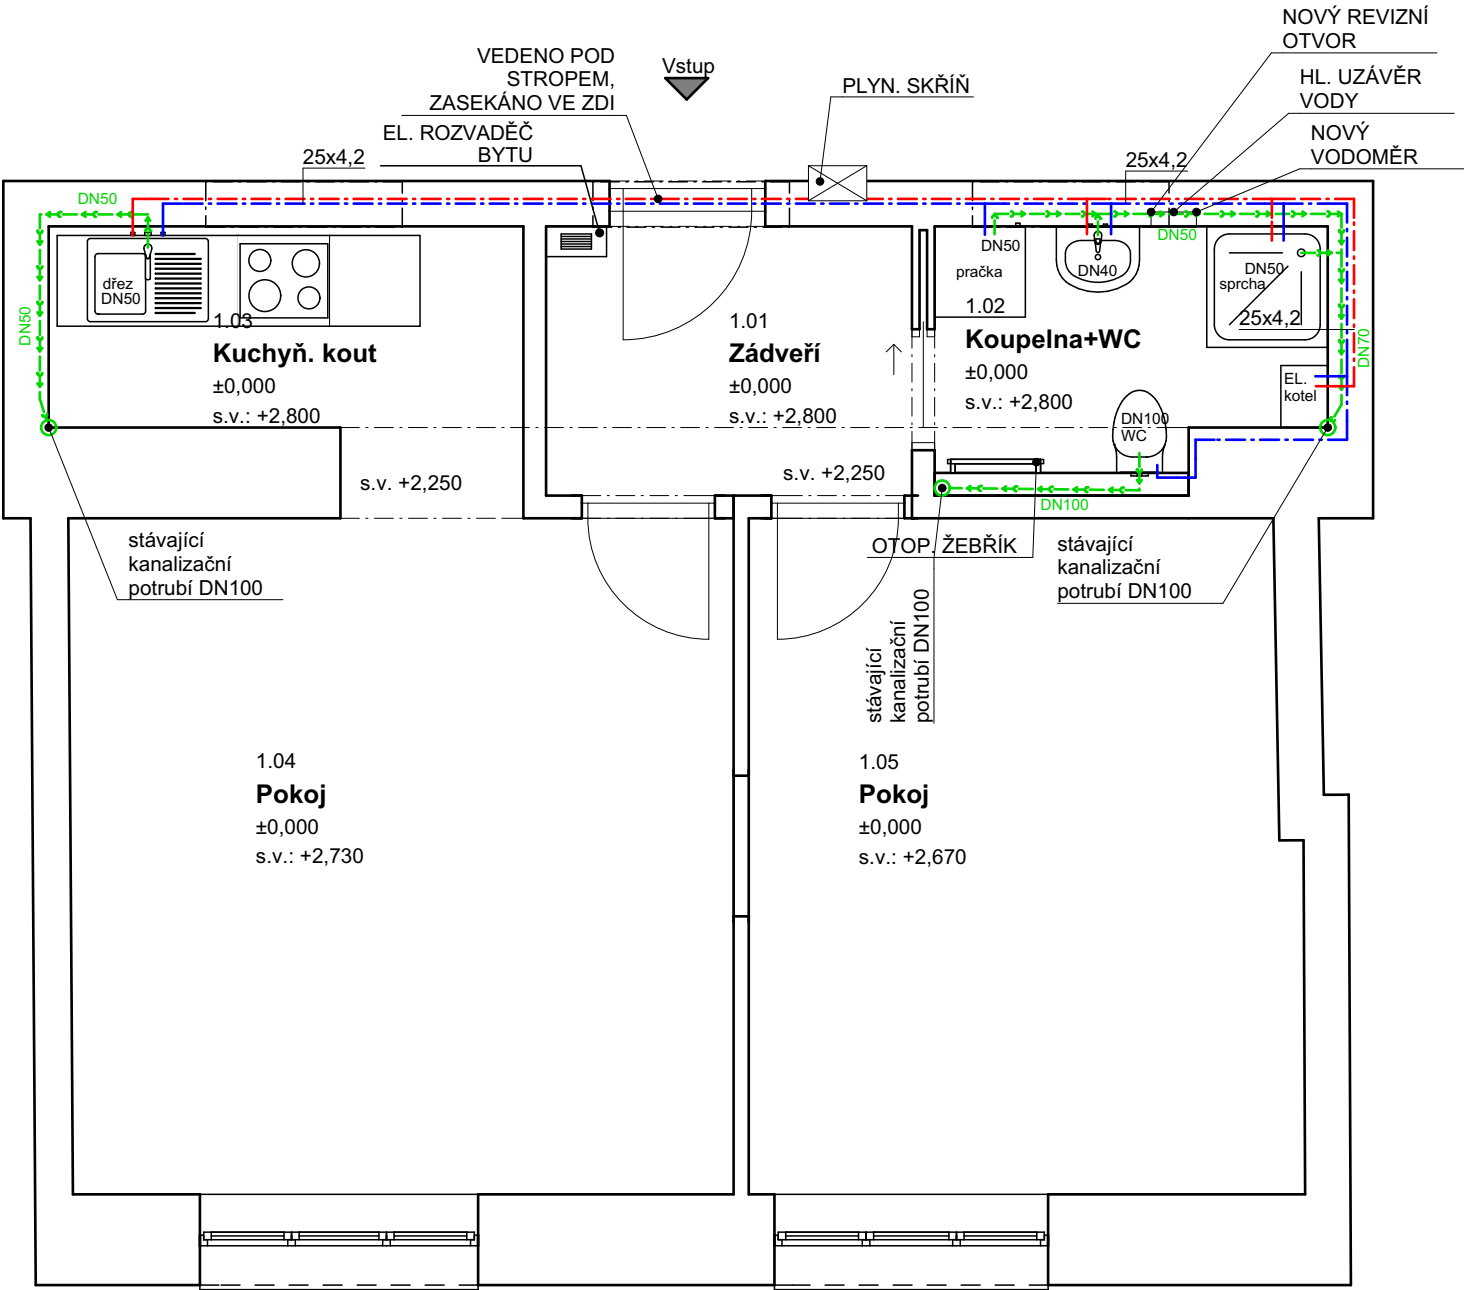 NOVÝ REVIZNÍ
OTVOR
VEDENO POD
STROPEM,
ZASEKÁNO VE ZDI
Vstup
PLYN. SKŘÍŇ
HL. UZÁVĚR
VODY
EL. ROZVADĚČ
BYTU
NOVÝ
VODOMĚR
25x4,2
25x4,2
DN50
DN50
DN50
pračka
DN40
DN50
sprcha
dřez
DN50
DN50
1.03
Kuchyň. kout
±0,000
s.v.: +2,800
1.01
Zádveří
±0,000
s.v.: +2,800
1.02
Koupelna+WC
±0,000
s.v.: +2,800
25x4,2
DN70
EL.
kotel
DN100
WC
s.v. +2,250
s.v. +2,250
DN100
stávající
kanalizační
potrubí DN100
OTOP. ŽEBŘÍK
stávající
kanalizační
potrubí DN100
stávající
kanalizační
potrubí DN100
1.04
Pokoj
±0,000
s.v.: +2,730
1.05
Pokoj
±0,000
s.v.: +2,670